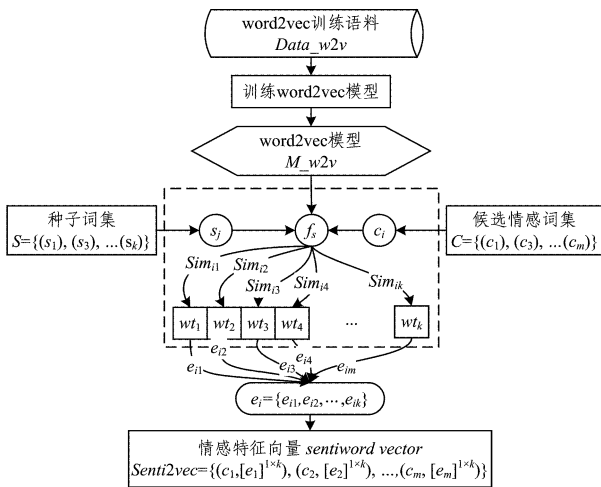 word2vec训练语料
Data_w2v
训练word2vec模型
word2vec模型
M_w2v
种子词集
S={(s1), (s3), …(sk)}
sj
fs
ci
候选情感词集
C={(c1), (c3), …(cm)}
Simi1
Simi2
Simi3
Simi4
Simik
wt1
wt2
wt3
wt4
…
wtk
ei1
ei2
ei3
ei4
eim
ei={ei1,ei2,…,eik}
情感特征向量 sentiword vector
Senti2vec={(c1,[e1]1×k), (c2, [e2]1×k), …,(cm, [em]1×k)}